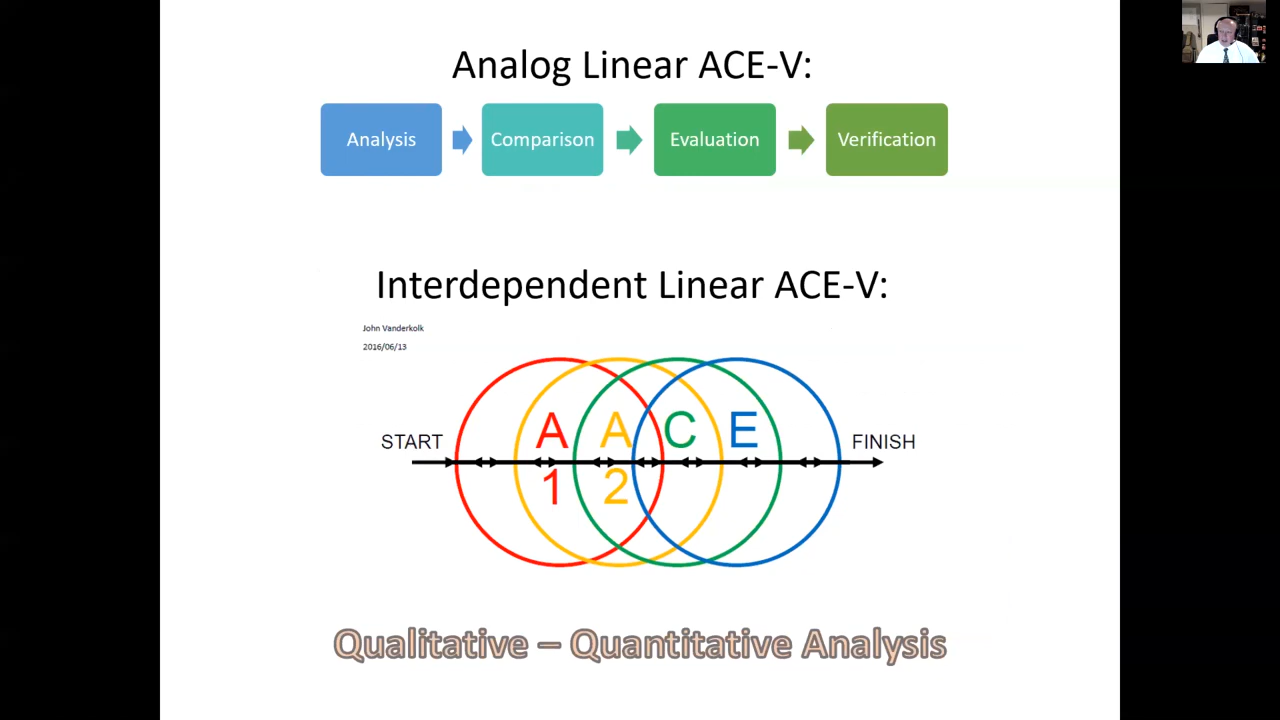 Analog Linear ACE-V:
Analysis
Comparison
Evaluation
Verification
Interdependent Linear ACE-V:
John Vanderkolk
2016/06/13
START
A A C E
FINISH
1 2
Qualitative – Quantitative Analysis